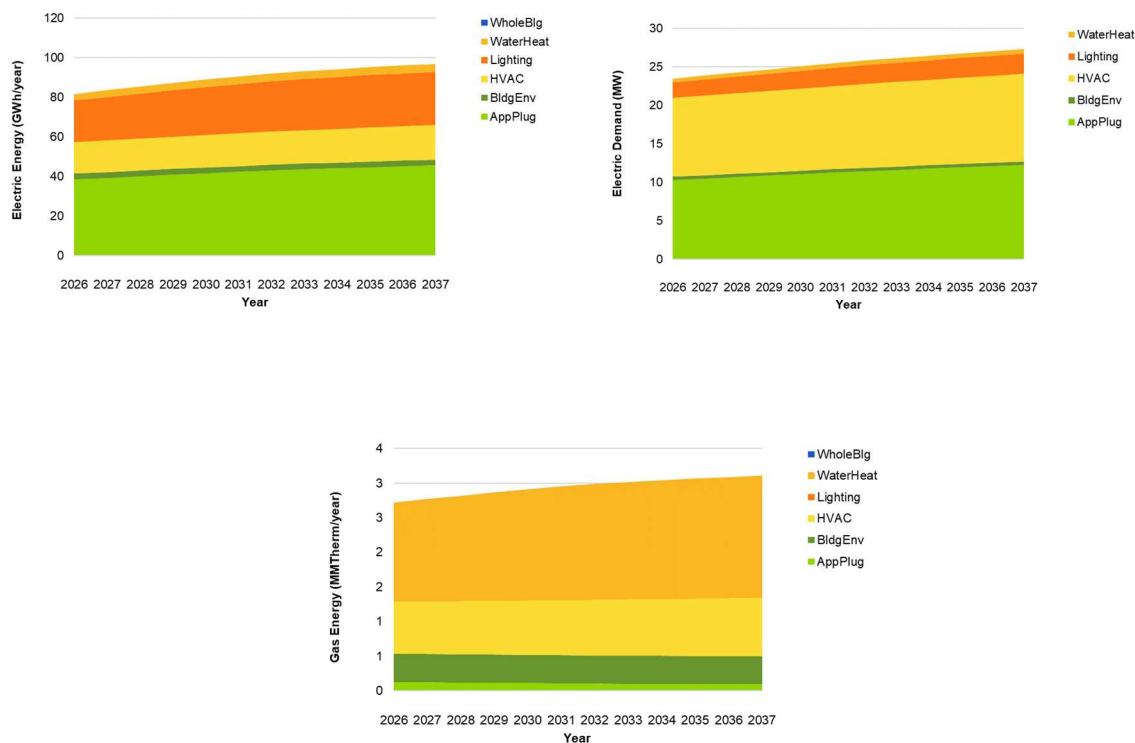 120
100
80
60
40
20
0
Electric Energy (GWh/year)
2026 2027 2028 2029 2030 2031 2032 2033 2034 2035 2036 2037
Year
WholeBlg
WaterHeat
Lighting
HVAC
BldgEnv
AppPlug
30
25
20
15
10
5
0
Electric Demand (MW)
2026 2027 2028 2029 2030 2031 2032 2033 2034 2035 2036 2037
Year
WaterHeat
Lighting
HVAC
BldgEnv
AppPlug
4
3
3
2
2
1
1
0
Gas Energy (MMTherm/year)
2026 2027 2028 2029 2030 2031 2032 2033 2034 2035 2036 2037
Year
WholeBlg
WaterHeat
Lighting
HVAC
BldgEnv
AppPlug